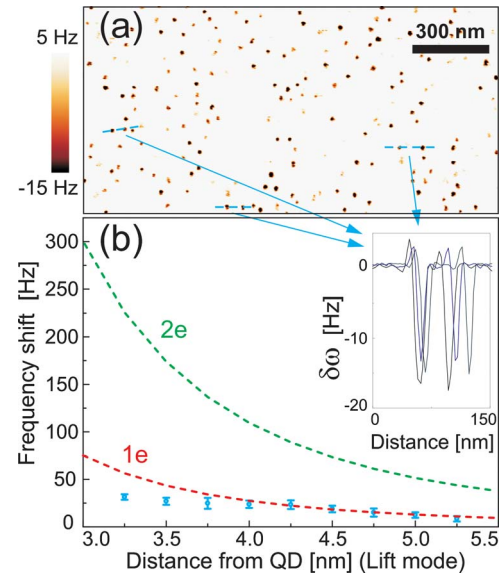 (a)
5 Hz
-15 Hz
300 nm
(b)
Frequency shift [Hz]
300
250
200
150
100
50
0
2e
1e
3.0 3.5 4.0 4.5 5.0 5.5
Distance from QD [nm] (Lift mode)
δω [Hz]
0
-10
-20
0 150
Distance [nm]